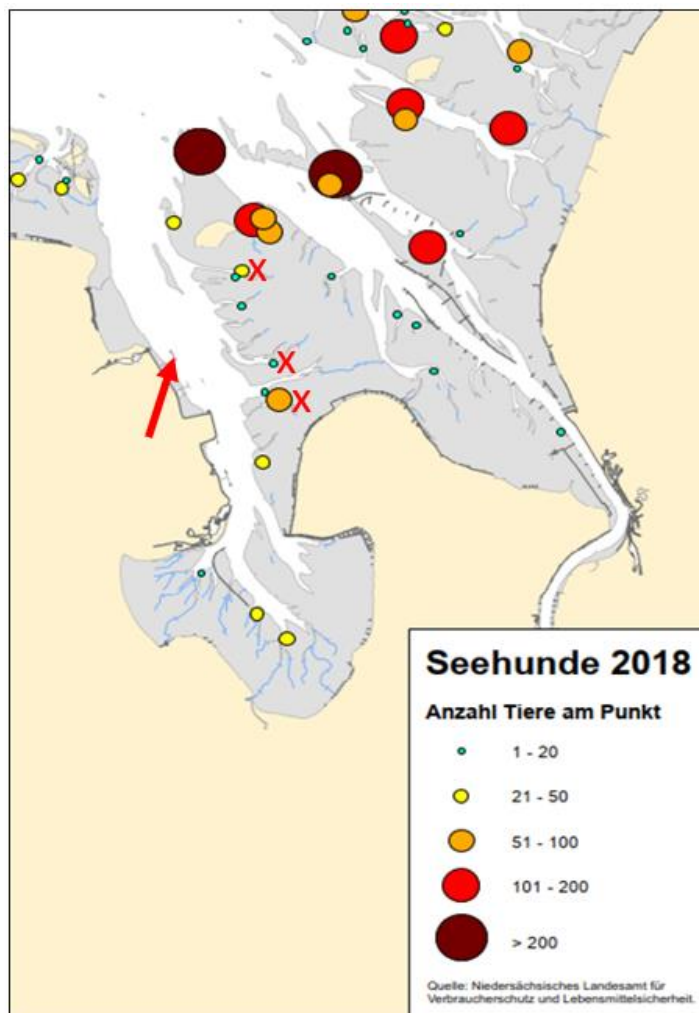 X
X
X
Seehunde 2018
Anzahl Tiere am Punkt
1 - 20
21 - 50
51 - 100
101 - 200
> 200
Quelle: Niedersächsisches Landesamt für
Verbraucherschutz und Lebensmittelsicherheit.